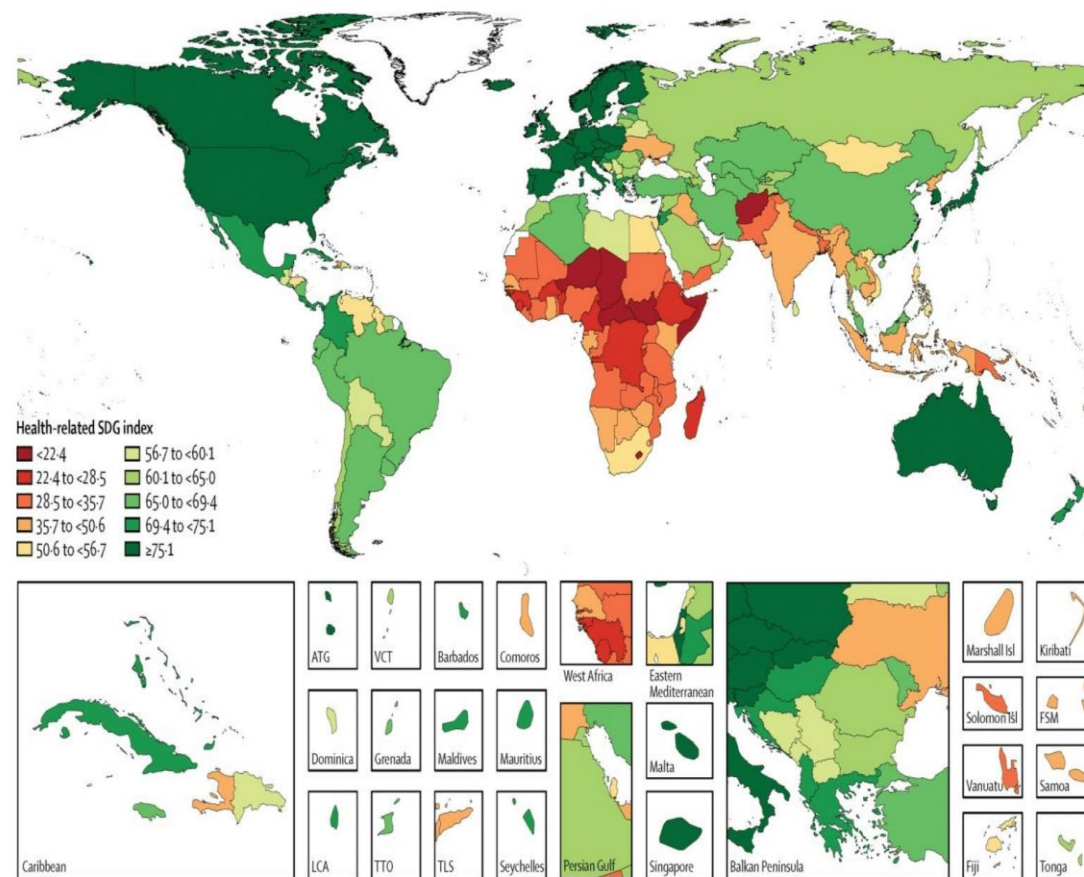 Health-related SDG index
<22·4
22·4 to <28·5
28·5 to <35·7
35·7 to <50·6
50·6 to <56·7
56·7 to <60·1
60·1 to <65·0
65·0 to <69·4
69·4 to <75·1
≥75·1
ATG
VCT
Barbados
Comoros
West Africa
Eastern
Mediterranean
Marshall Isl
Kiribati
Dominica
Grenada
Maldives
Mauritius
Malta
Solomon Isl
FSM
Vanuatu
Samoa
Caribbean
LCA
TTO
TLS
Seychelles
Persian Gulf
Singapore
Balkan Peninsula
Fiji
Tonga